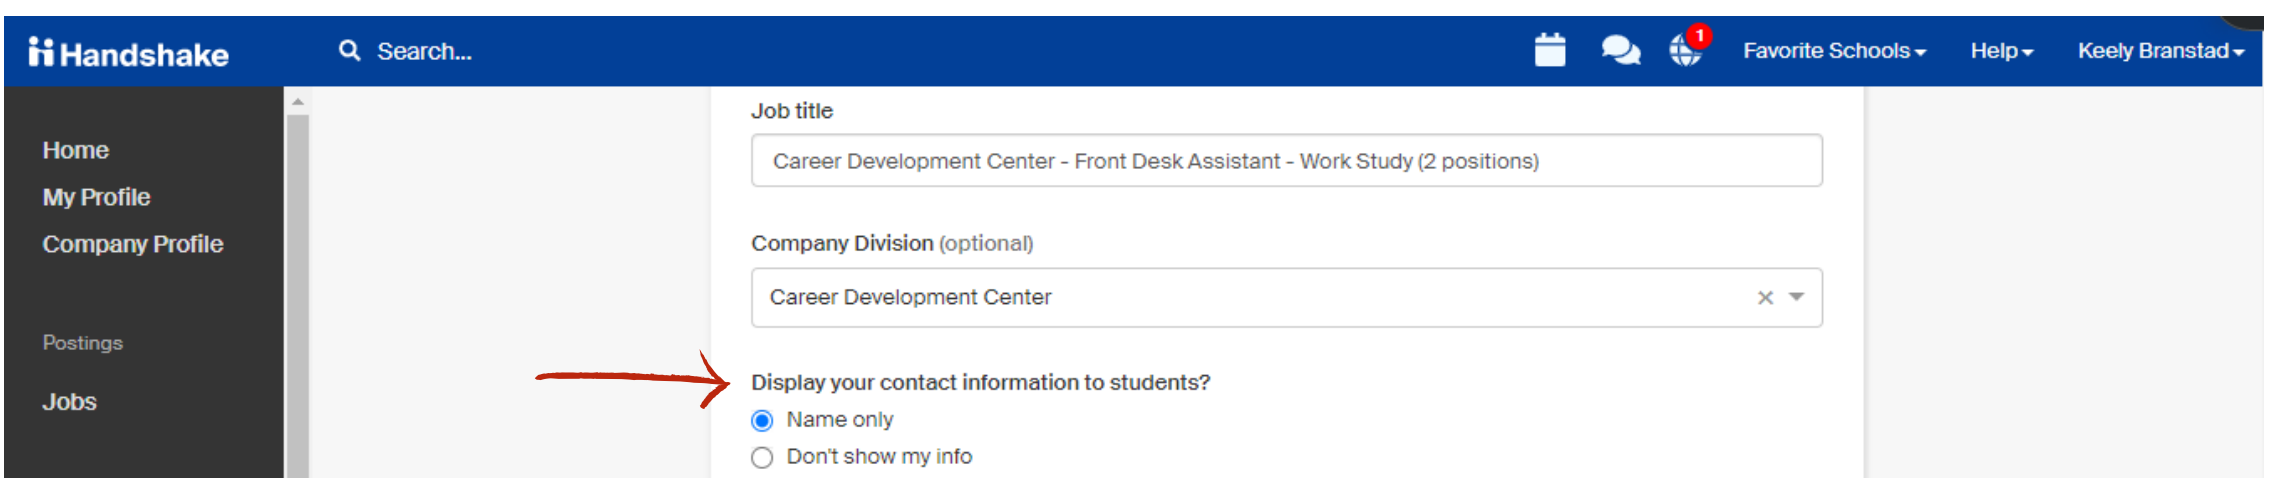 Handshake
Search...
1
Favorite Schools
Help
Keely Branstad
Home
My Profile
Company Profile
Postings
Jobs
Job title
Career Development Center - Front Desk Assistant - Work Study (2 positions)
Company Division (optional)
Career Development Center
Display your contact information to students?
Name only
Don't show my info